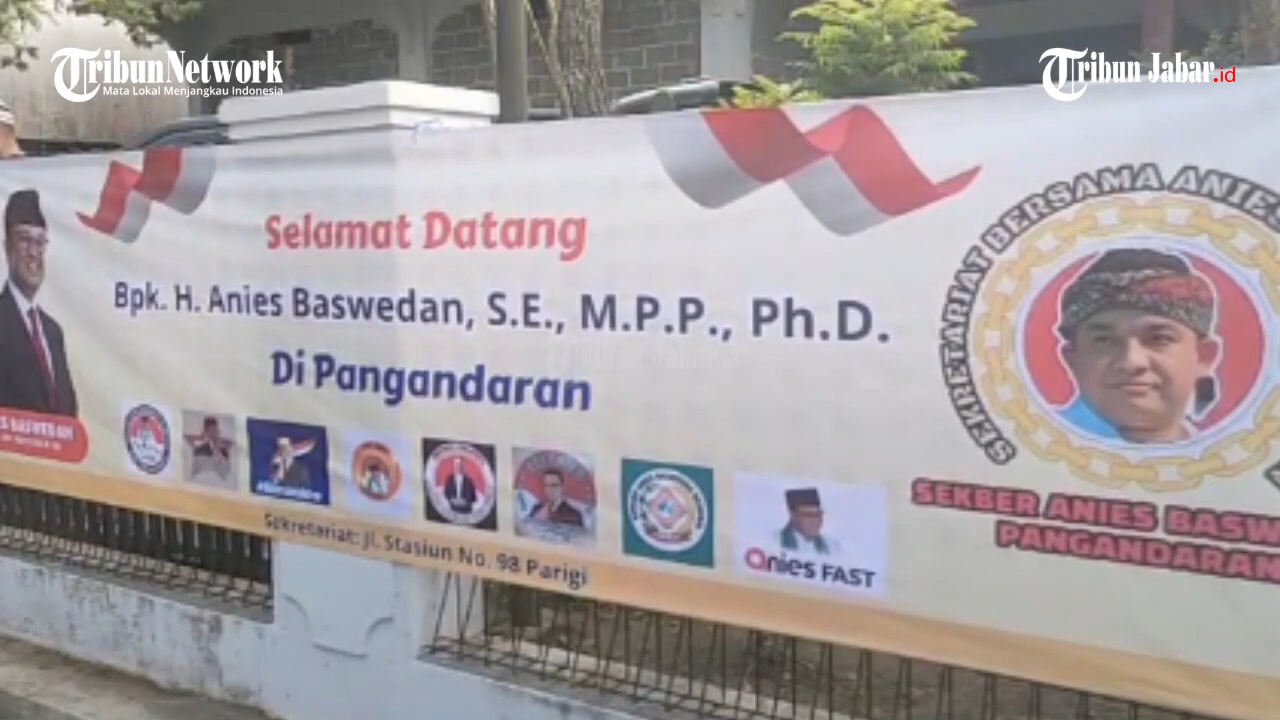 TribunNetwork
Mata Lokal Menjangkau Indonesia
Tribun Jabar.id
Selamat Datang
Bpk. H. Anies Baswedan, S.E., M.P.P., Ph.D.
Di Pangandaran
BASWEDAN
Anies FAST
Sekretariat: Jl. Stasiun No. 98 Parigi
SEKRETARIAT BERSAMA ANIES
SEKBER ANIES BASW
PANGANDARAN